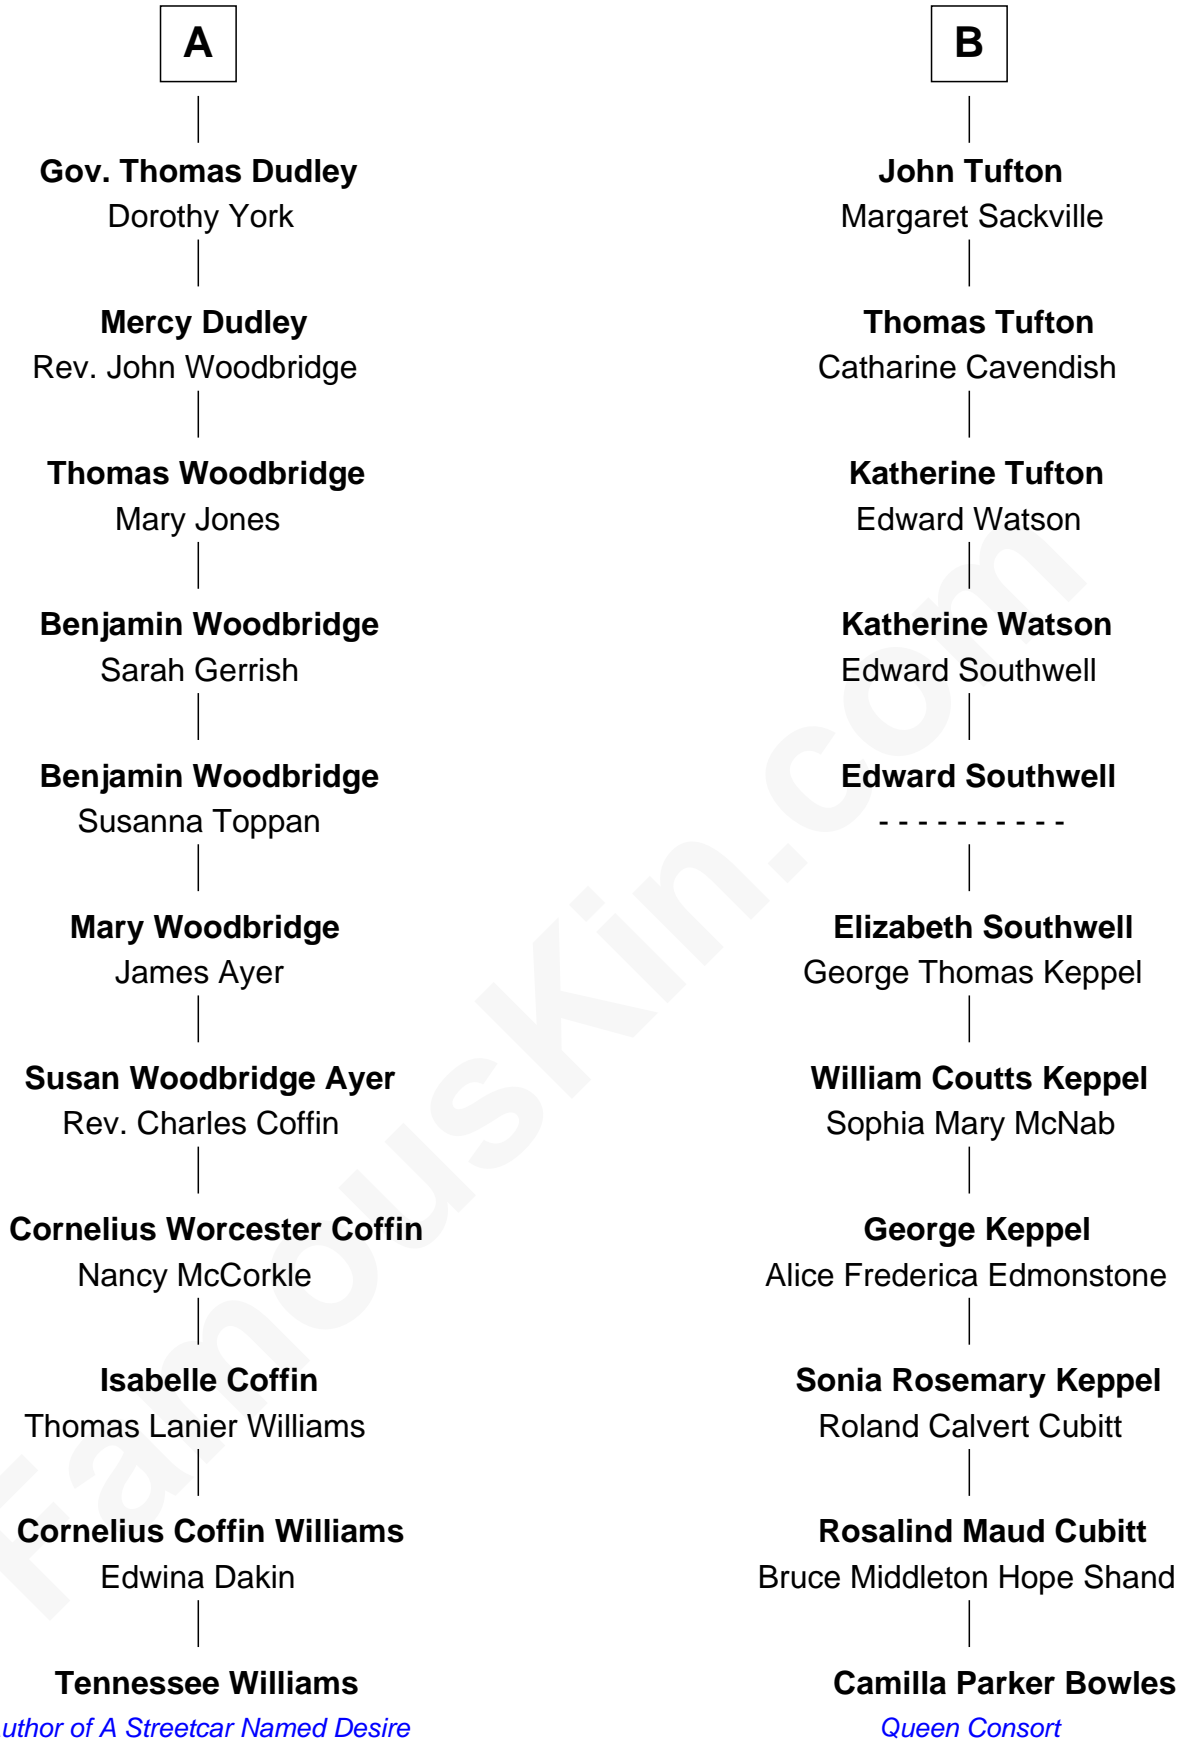 A
Gov. Thomas Dudley
Dorothy York
Mercy Dudley
Rev. John Woodbridge
Thomas Woodbridge
Mary Jones
Benjamin Woodbridge
Sarah Gerrish
Benjamin Woodbridge
Susanna Toppan
Mary Woodbridge
James Ayer
Susan Woodbridge Ayer
Rev. Charles Coffin
Cornelius Worcester Coffin
Nancy McCorkle
Isabelle Coffin
Thomas Lanier Williams
Cornelius Coffin Williams
Edwina Dakin
Tennessee Williams
uthor of A Streetcar Named Desire
B
John Tufton
Margaret Sackville
Thomas Tufton
Catharine Cavendish
Katherine Tufton
Edward Watson
Katherine Watson
Edward Southwell
Edward Southwell
- - - - - - - - - -
Elizabeth Southwell
George Thomas Keppel
William Coutts Keppel
Sophia Mary McNab
George Keppel
Alice Frederica Edmonstone
Sonia Rosemary Keppel
Roland Calvert Cubitt
Rosalind Maud Cubitt
Bruce Middleton Hope Shand
Camilla Parker Bowles
Queen Consort
FamousKin.com